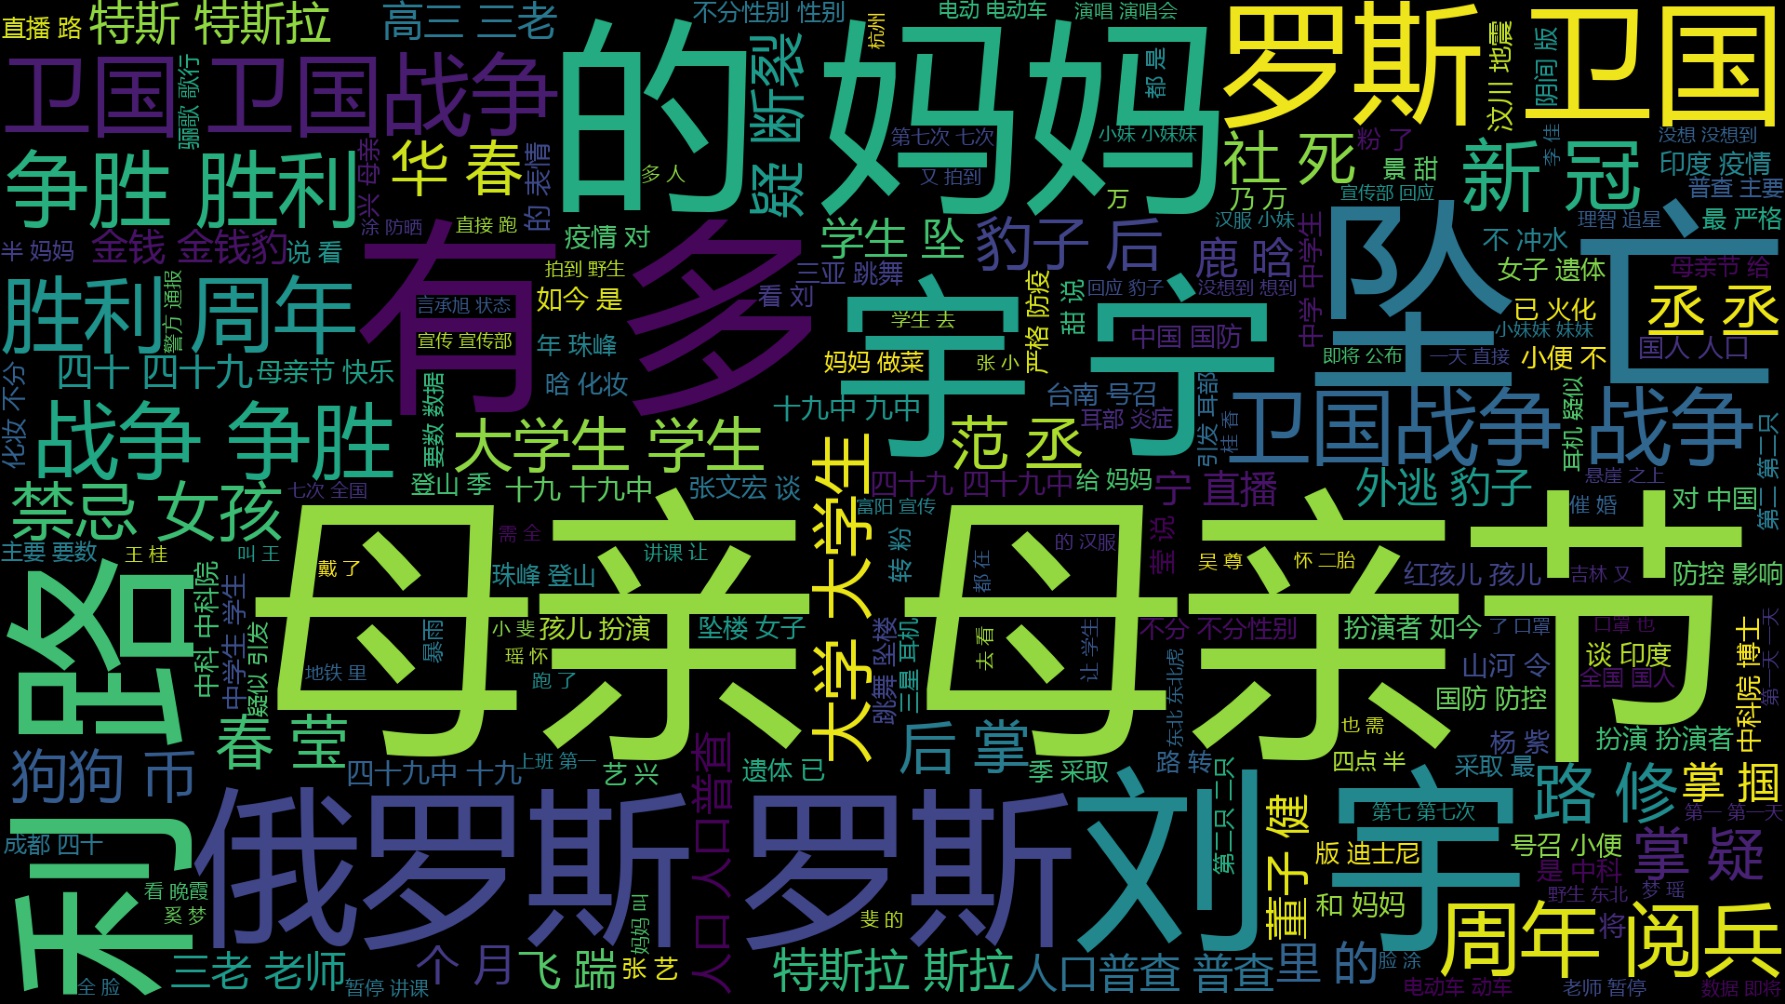 直播 路
特斯 特斯拉
高三 三老
不分性别 性别
电动 电动车
演唱 演唱会
杭州
的 妈妈
罗斯 卫国
卫国 卫国战争
骊歌 歌行
疑 断裂
都 是
汶川 地震
阴间 版
争胜 胜利
兴 母亲
华 春
的 表情
多 人
第七次 七次
小妹 小妹妹
又 拍到
万
社 死
粉 了
景 甜
乃 万
宣传部 回应
新 冠
李 佳
没想 没想到
印度 疫情
普查 主要
涂 防晒
直接 跑
半 妈妈
金钱 金钱豹
说 看
疫情 对
学生 坠
豹子 后
鹿 晗
汉服 小妹
中学 中学生
坠亡
理智 追星
最 严格
不 冲水
女子 遗体
母亲节 给
有多
拍到 野生
三亚 跳舞
看 刘
如今 是
言承旭 状态
严格 防疫
甜 说
回应 豹子
没想到 想到
已 火化
丞 丞
胜利 周年
警方 通报
宣传 宣传部
学生 去
宇宁
中国 国防
小妹妹 妹妹
年 珠峰
妈妈 做菜
张 小
即将 公布
一天 直接
小便 不
国人 人口
四十 四十九
母亲节 快乐
晗 化妆
化妆 不分
要数 数据
十九中 九中
台南 号召
耳部 炎症
引发 耳部
桂 看
卫国战争 战争
耳机 疑似
第二 第二只
战争 争胜
大学生 学生
范 丞
悬崖 之上
禁忌 女孩
七次 全国
登山 季
十九 十九中
张文宏 谈
大学 大学生
四十九 四十九中
给 妈妈
宁 直播
外逃 豹子
催 婚
对 中国
富阳 宣传
主要 要数
王 桂
叫 王
需 全
讲课 让
戴 了
转 粉
都 在
的 汉服
莹 说
吴 尊
怀 二胎
红孩儿 孩儿
吉林 又
防控 影响
母亲 母亲节
路
中科 中科院
中学生 学生
疑似 引发
珠峰 登山
小 斐
孩儿 扮演
坠楼 女子
暴雨
瑶 怀
地铁 里
跑 了
跳舞 坠楼
三星 耳机
去 看
让 学生
不分 不分性别
东北 东北虎
扮演者 如今
了 口罩
口罩 也
谈 印度
山河 令
全国 国人
中科院 博士
第一 第一天
国防 防控
春 莹
也 需
杨 紫
扮演 扮演者
狗狗 币
四十九中 十九
上班 第一
艺 兴
遗体 已
人口 人口普查
后 掌
季 采取
路 转
四点 半
采取 最
路 修
掌 掴
利
俄罗斯 罗斯
刘宇
第二只 二只
董子 健
第七 第七次
第一 第一天
成都 四十
版 迪士尼
号召 小便
掌 疑
是 中科
看 晚霞
奚 梦
野生 东北
梦 瑶
斐 的
和 妈妈
妈妈 叫
将
周年 阅兵
三老 老师
个 月
飞 踹
张 艺
特斯拉 斯拉
人口普查 普查
里 的
脸 涂
全 脸
暂停 讲课
电动车 动车
老师 暂停
数据 即将